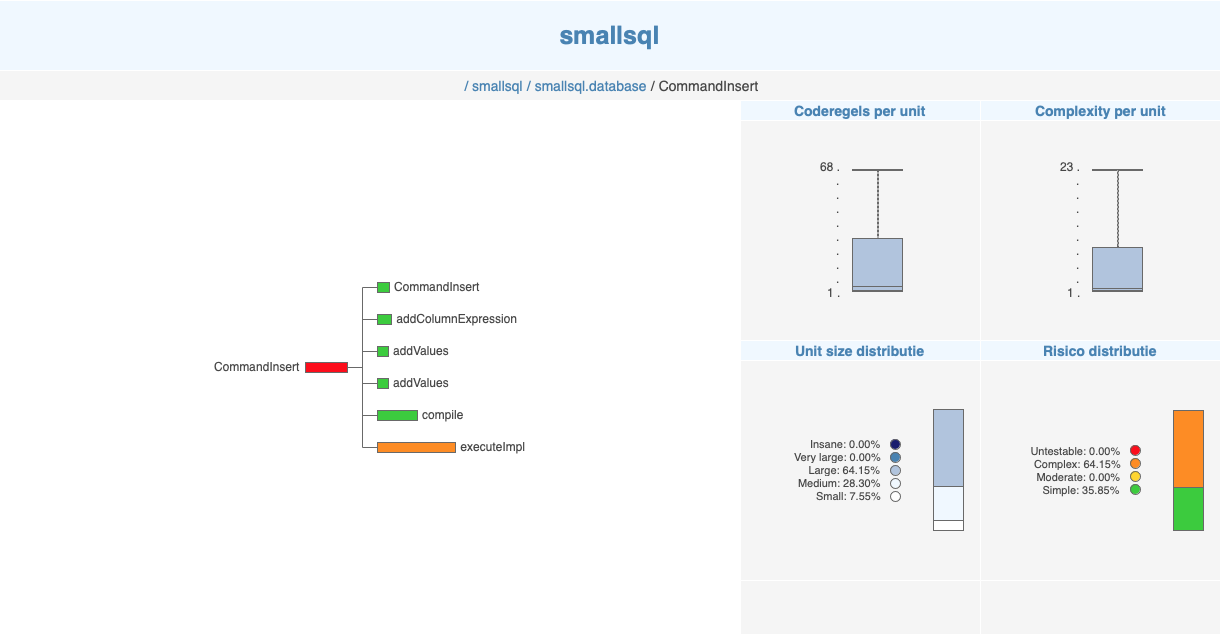 smallsql
/ smallsql / smallsql.database / CommandInsert
CommandInsert
CommandInsert
addColumnExpression
addValues
addValues
compile
executeImpl
Coderegels per unit
68 .
1 .
Complexity per unit
23 .
1 .
Unit size distributie
Insane: 0.00%
Very large: 0.00%
Large: 64.15%
Medium: 28.30%
Small: 7.55%
Risico distributie
Untestable: 0.00%
Complex: 64.15%
Moderate: 0.00%
Simple: 35.85%